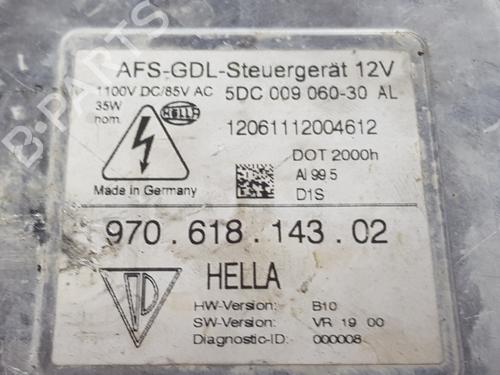 AFS-GDL-Steuergerät 12V
1100V DC/85V AC 5DC 009 060-30 AL
35W
nom.
HELLA
12061112004612
DOT 2000h
AI 99 5
D1S
Made in Germany
970.618.143.02
HELLA
HW-Version: B10
SW-Version: VR 19 00
Diagnostic-ID: 000008
B-PARTS